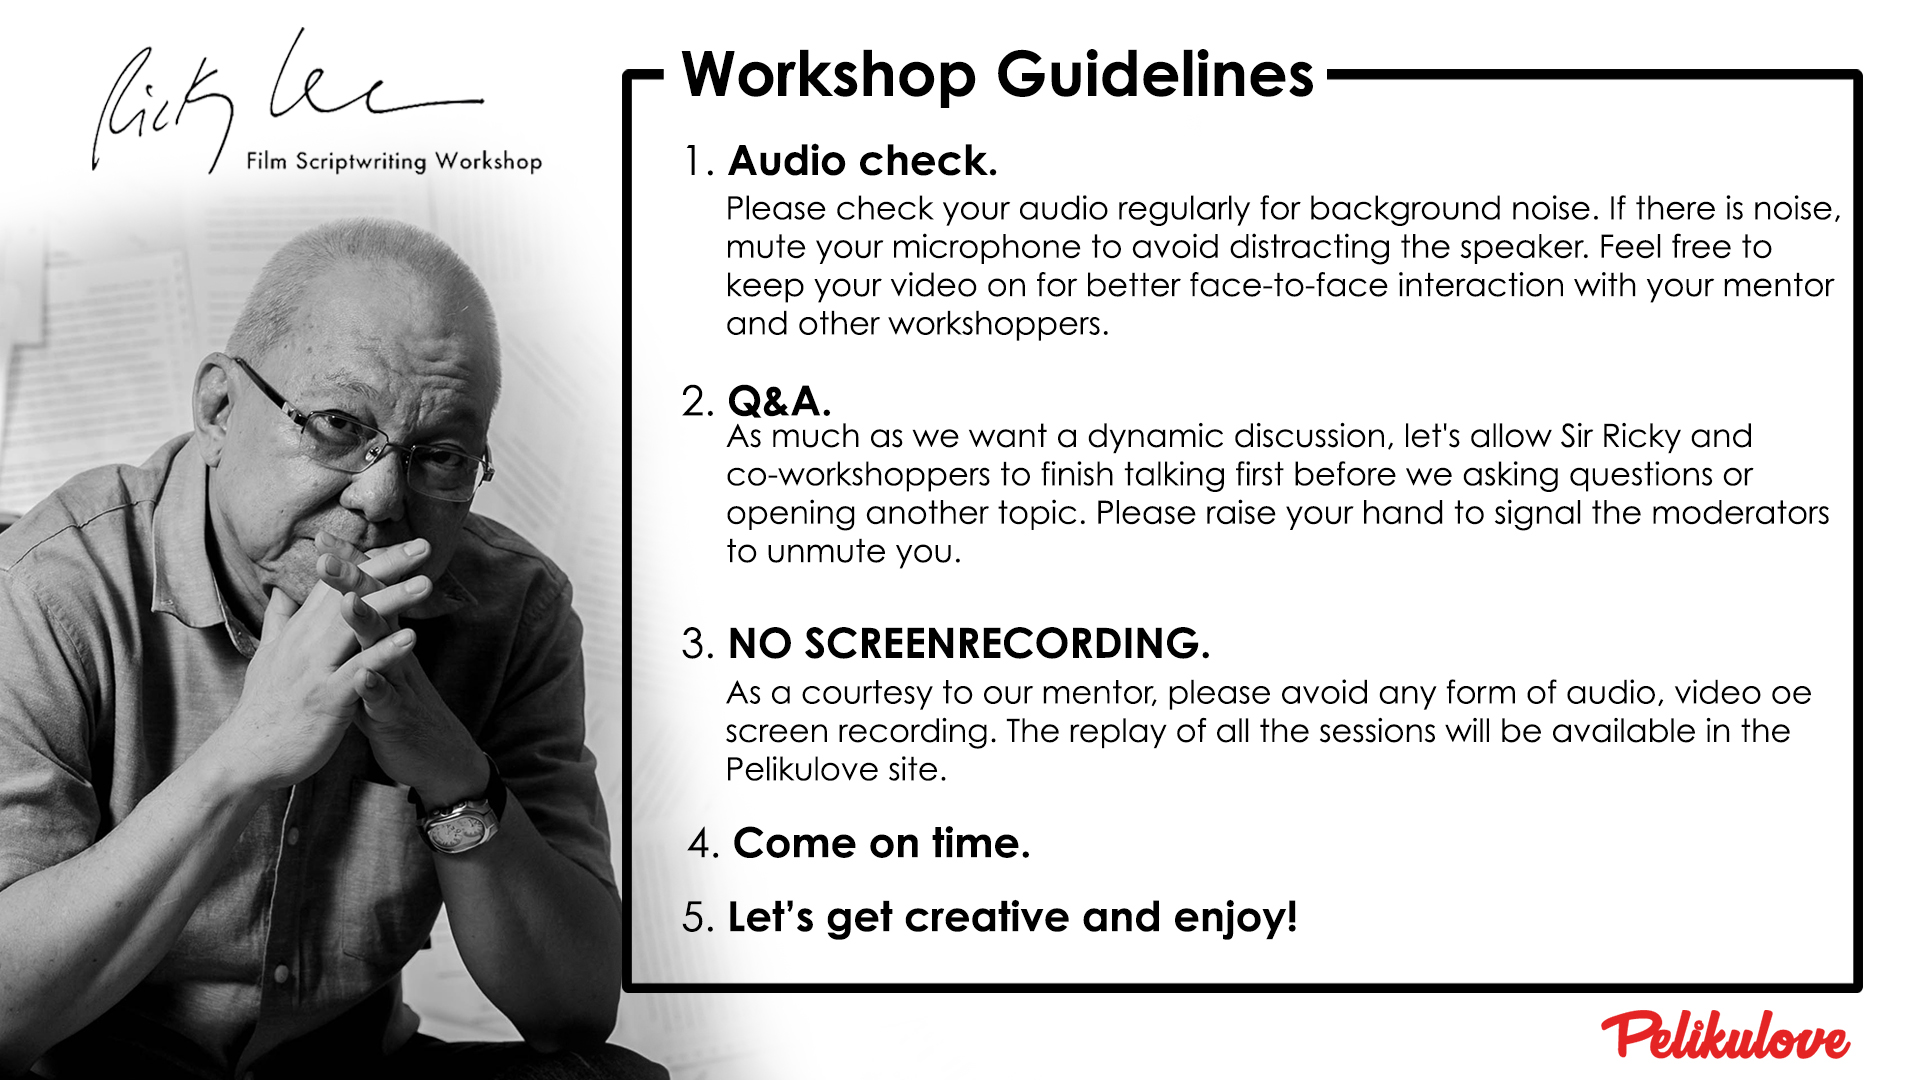 Ricky Lee
Film Scriptwriting Workshop
Workshop Guidelines
1. Audio check.
Please check your audio regularly for background noise. If there is noise,
mute your microphone to avoid distracting the speaker. Feel free to
keep your video on for better face-to-face interaction with your mentor
and other workshoppers.
2. Q&A.
As much as we want a dynamic discussion, let's allow Sir Ricky and
co-workshoppers to finish talking first before we asking questions or
opening another topic. Please raise your hand to signal the moderators
to unmute you.
3. NO SCREENRECORDING.
As a courtesy to our mentor, please avoid any form of audio, video oe
screen recording. The replay of all the sessions will be available in the
Pelikulove site.
4. Come on time.
5. Let’s get creative and enjoy!
Pelikulove